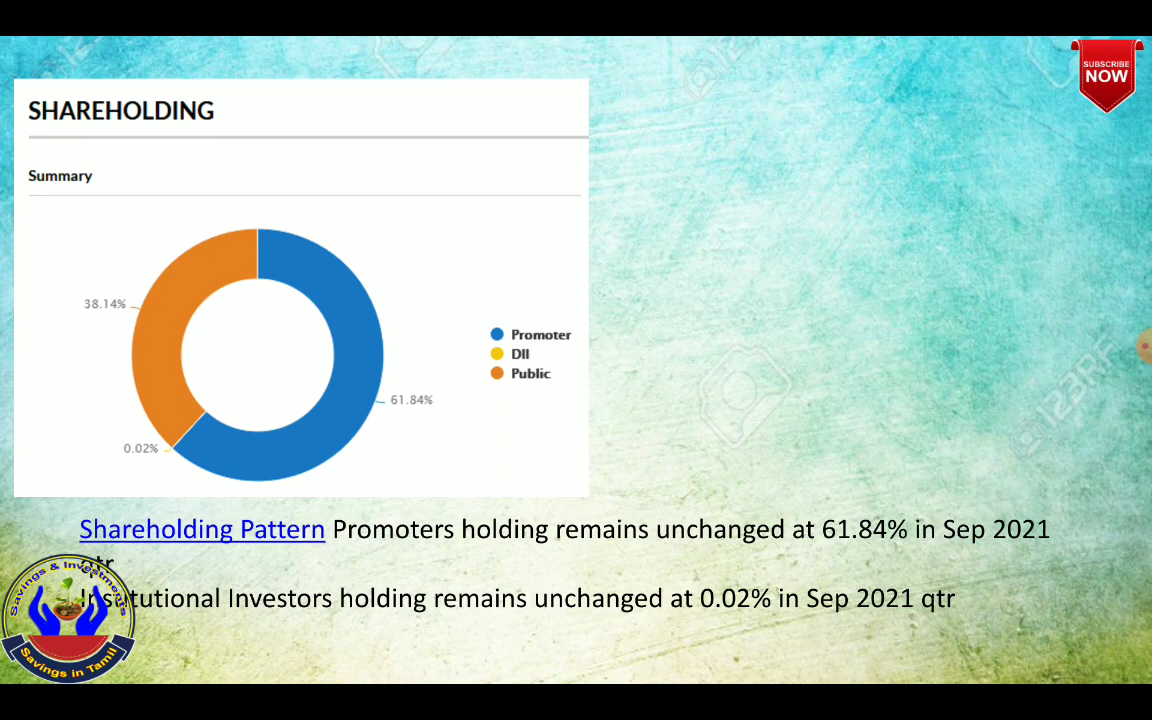 SUBSCRIBE
NOW
SHAREHOLDING
Summary
38.14%
Promoter
DII
Public
61.84%
0.02%
Shareholding Pattern Promoters holding remains unchanged at 61.84% in Sep 2021
qtr
Institutional Investors holding remains unchanged at 0.02% in Sep 2021 qtr
Savings & Investments
Savings in Tamil
123RF